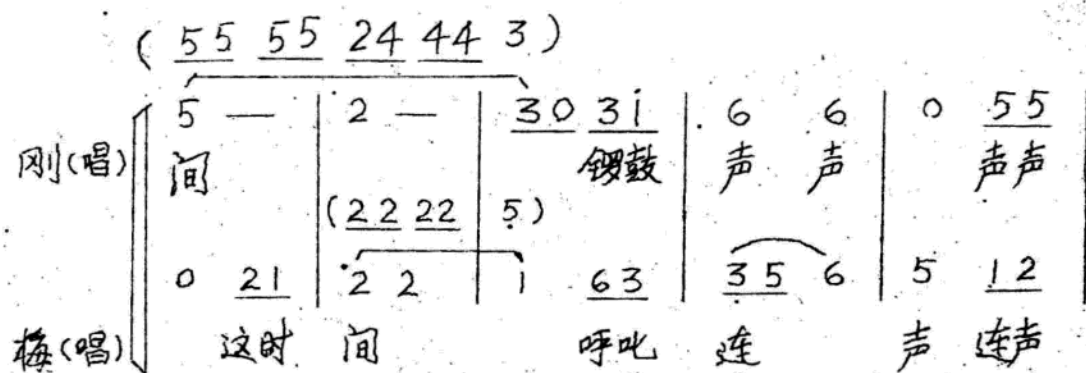 ( 55 55 24 44 3 )
刚(唱) 5 — | 2 — | 30 3i | 6 6 | 0 55 |
间 锣鼓 声 声 声声
(22 22 | 5̣)
0 21 | 2 2 | 1 63 | 35 6 | 5 12 |
梅(唱) 这时 间 呼叱 连 声 连声